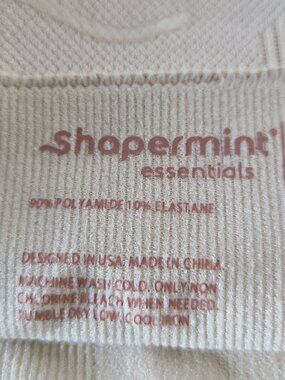 Shapermint
essentials
90% POLYAMIDE 10% ELASTANE
DESIGNED IN USA. MADE IN CHINA.
MACHINE WASH COLD. ONLY NON
CHLORINE BLEACH WHEN NEEDED.
TUMBLE DRY LOW. COOL IRON.